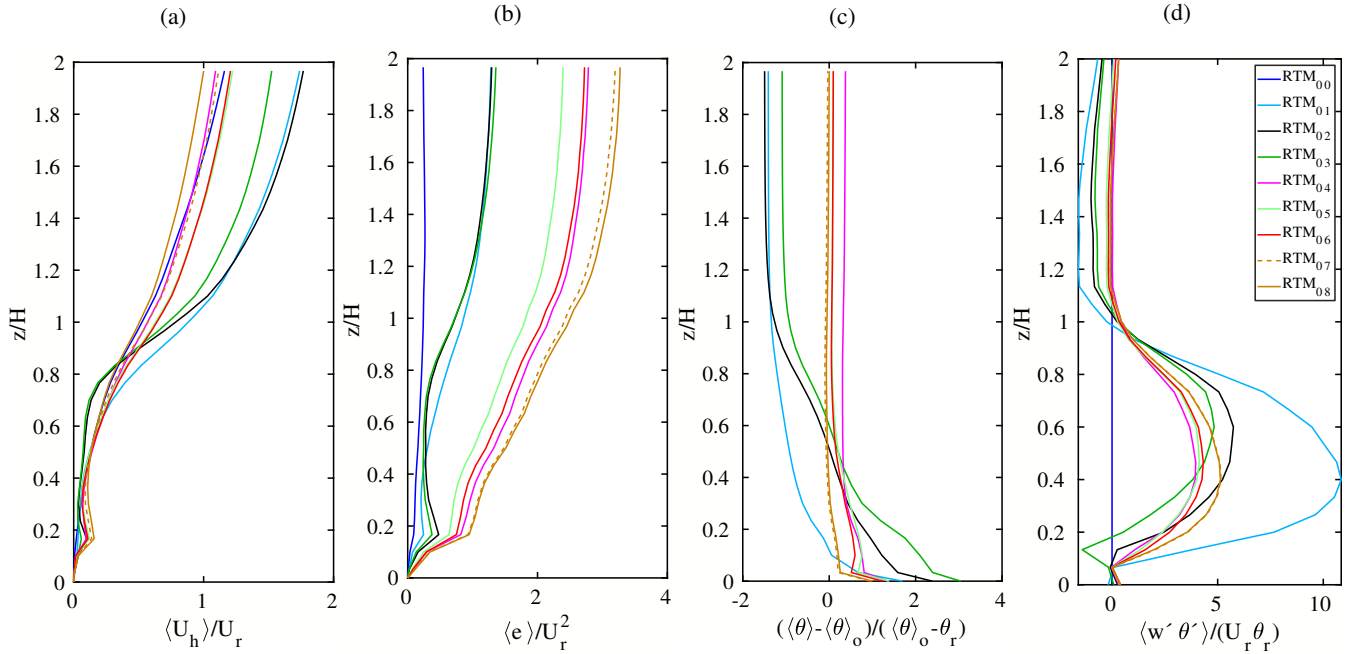 (a) (b) (c) (d)
2 2 2 2
1.8 1.8 1.8 1.8
1.6 1.6 1.6 1.6
1.4 1.4 1.4 1.4
1.2 1.2 1.2 1.2
1 1 1 1
0.8 0.8 0.8 0.8
0.6 0.6 0.6 0.6
0.4 0.4 0.4 0.4
0.2 0.2 0.2 0.2
0 0 0 0
z/H z/H z/H z/H
0 1 2
0 2 4
-2 0 2 4
0 5 10
⟨U_h⟩/U_r
⟨e⟩/U_r^2
(⟨θ⟩-⟨θ⟩_o)/(⟨θ⟩_o-θ_r)
⟨w´ θ´⟩/(U_r θ_r)
RTM_00
RTM_01
RTM_02
RTM_03
RTM_04
RTM_05
RTM_06
RTM_07
RTM_08